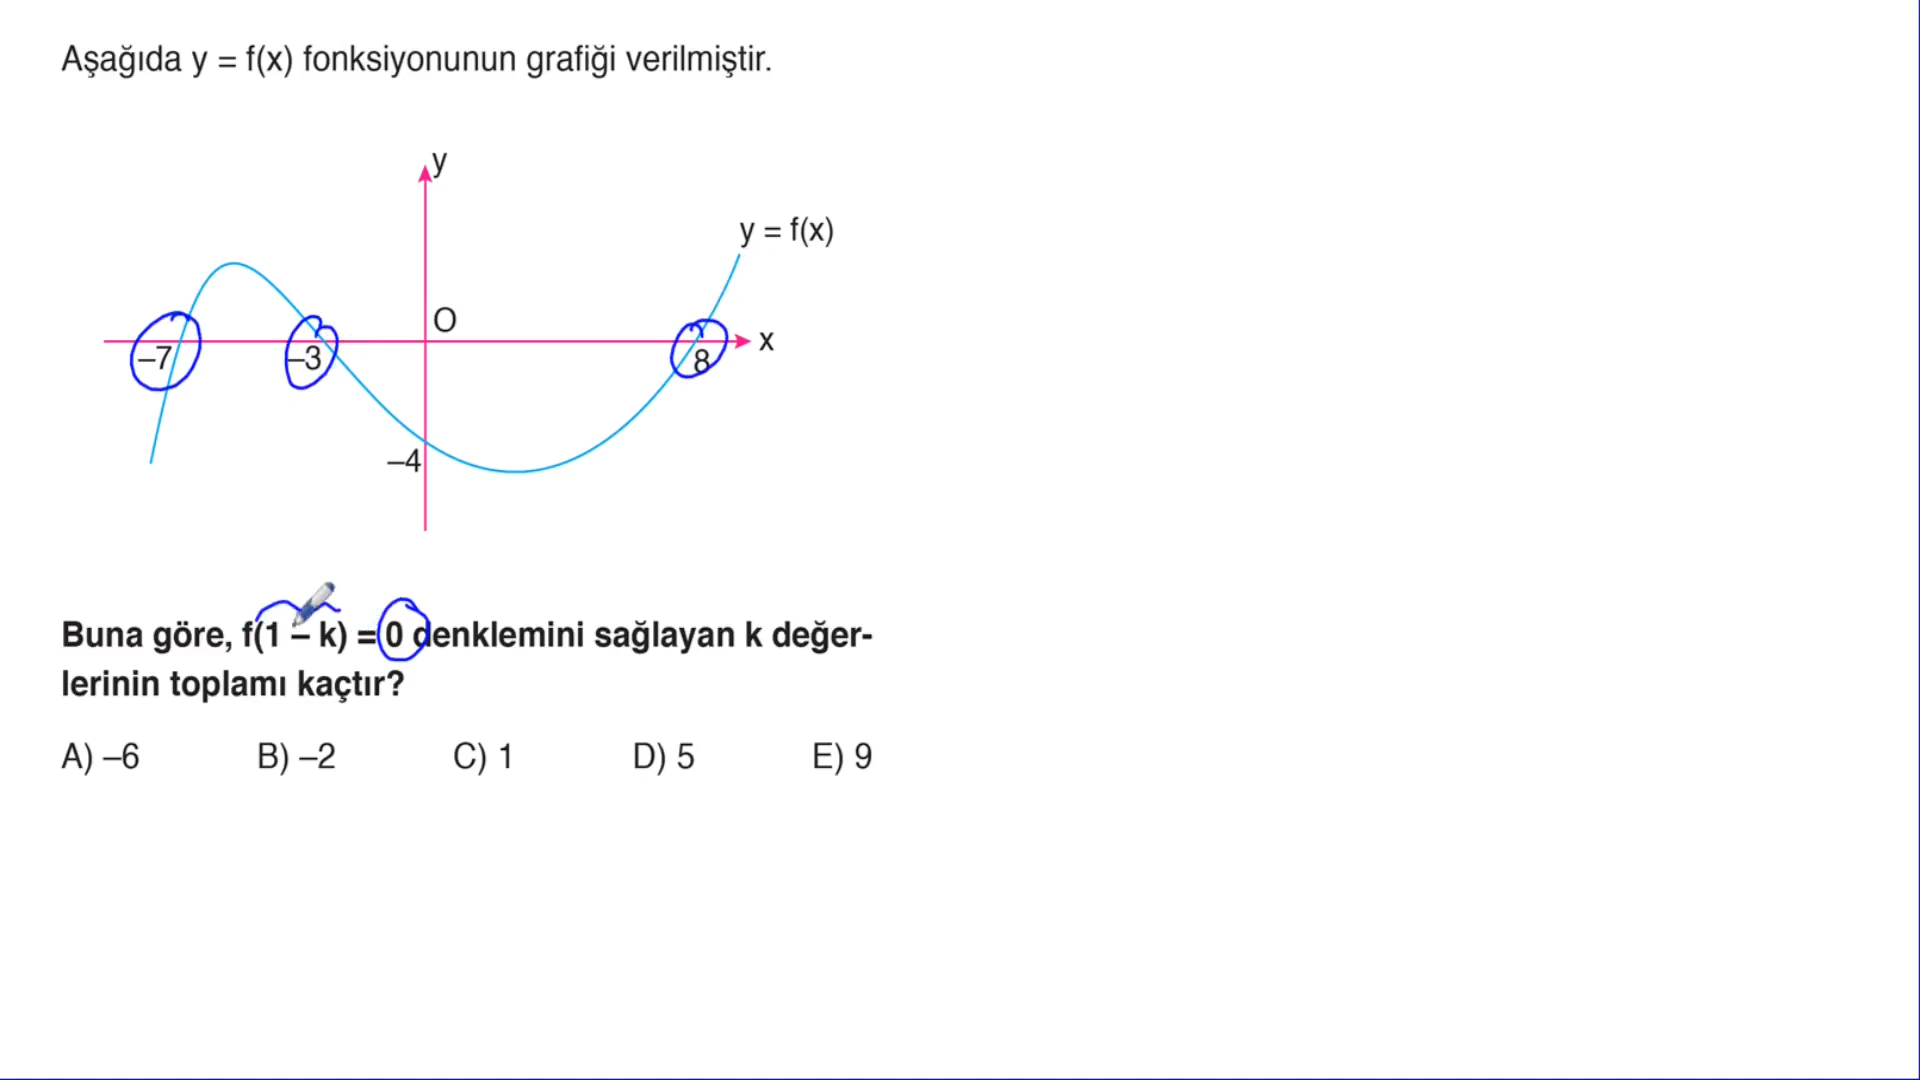 Aşağıda y = f(x) fonksiyonunun grafiği verilmiştir.
y
y = f(x)
O
x
–7
–3
8
–4
Buna göre, f(1 – k) = 0 denklemini sağlayan k değer-
lerinin toplamı kaçtır?
A) –6 B) –2 C) 1 D) 5 E) 9